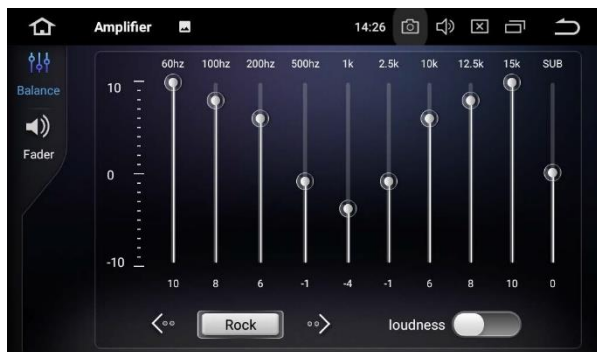 Amplifier 14:26
Balance
Fader
60hz 100hz 200hz 500hz 1k 2.5k 10k 12.5k 15k SUB
10
0
-10
10 8 6 -1 -4 -1 6 8 10 0
Rock loudness